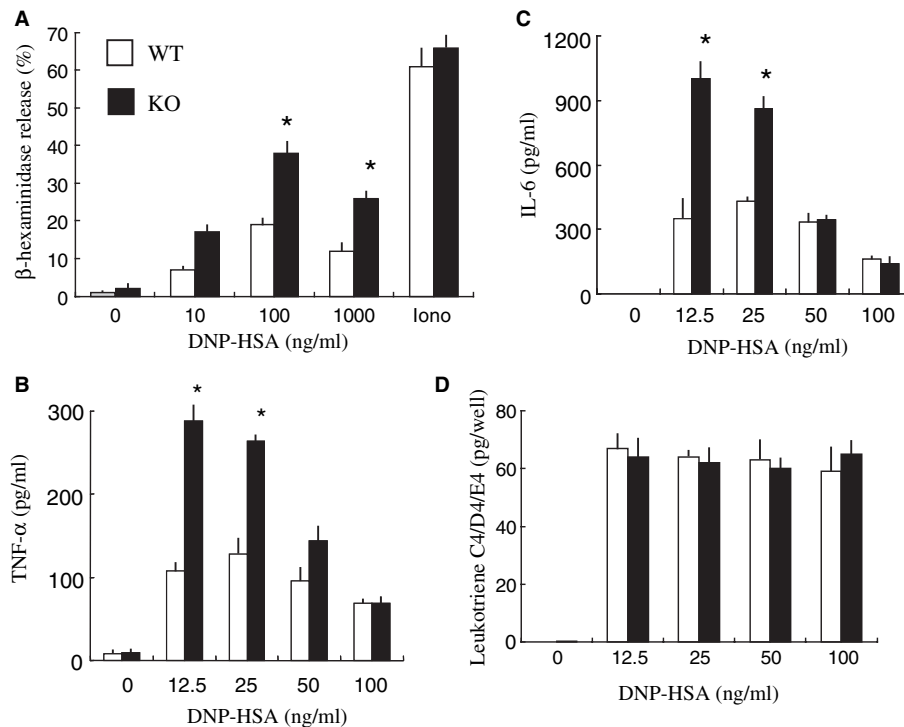 A
β-hexaminidase release (%)
70
60
50
40
30
20
10
0
WT
KO
*
*
0 10 100 1000 Iono
DNP-HSA (ng/ml)
B
TNF-α (pg/ml)
300
200
100
0
*
*
0 12.5 25 50 100
DNP-HSA (ng/ml)
C
IL-6 (pg/ml)
1200
900
600
300
0
*
*
0 12.5 25 50 100
DNP-HSA (ng/ml)
D
Leukotriene C4/D4/E4 (pg/well)
80
60
40
20
0
0 12.5 25 50 100
DNP-HSA (ng/ml)